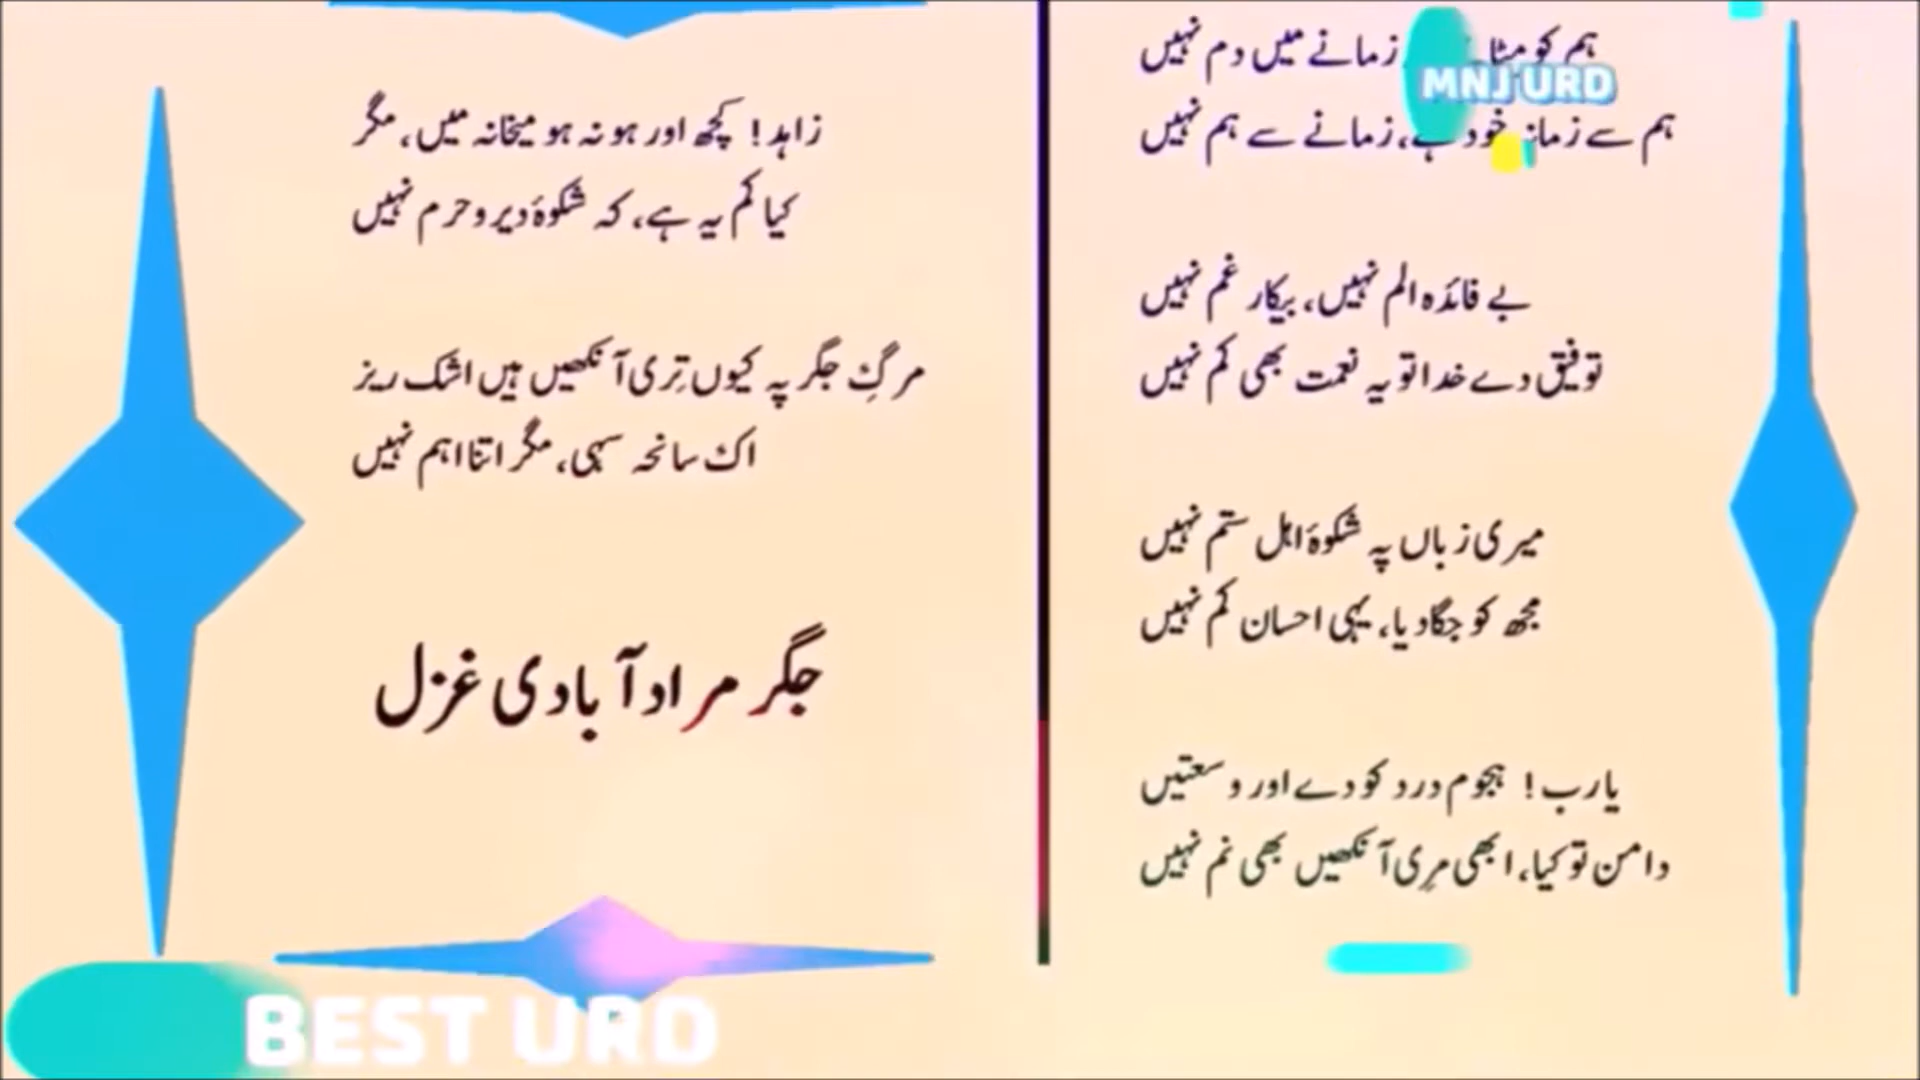 ہم کو مٹا زمانے میں دم نہیں
ہم سے زمانہ خود ہے، زمانے سے ہم نہیں
بے فائدہ الم نہیں، بیکار غم نہیں
توفیق دے خدا تو یہ نعمت بھی کم نہیں
میری زباں پہ شکوۂ اہل ستم نہیں
مجھ کو جگا دیا، یہی احسان کم نہیں
یارب! ہجوم درد کو دے اور وسعتیں
دامن تو کیا، ابھی مِری آنکھیں بھی نم نہیں
زاہد! کچھ اور ہو نہ ہو میخانہ میں، مگر
کیا کم یہ ہے، کہ شکوۂ دیر و حرم نہیں
مرگِ جگر پہ کیوں تِری آنکھیں ہیں اشک ریز
اک سانحہ سہی، مگر اتنا اہم نہیں
جگر مراد آبادی غزل
MNJ URD
BEST URD